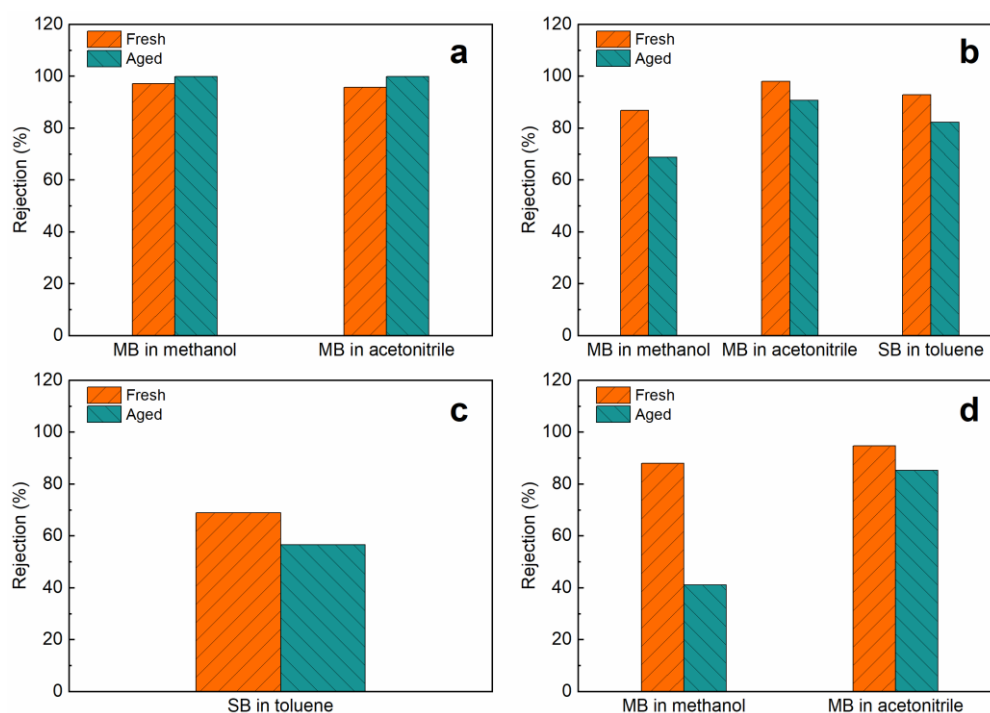 120
100
80
60
40
20
0
Rejection (%)
Fresh
Aged
a
MB in methanol
MB in acetonitrile
120
100
80
60
40
20
0
Rejection (%)
Fresh
Aged
b
MB in methanol
MB in acetonitrile
SB in toluene
120
100
80
60
40
20
0
Rejection (%)
Fresh
Aged
c
SB in toluene
120
100
80
60
40
20
0
Rejection (%)
Fresh
Aged
d
MB in methanol
MB in acetonitrile